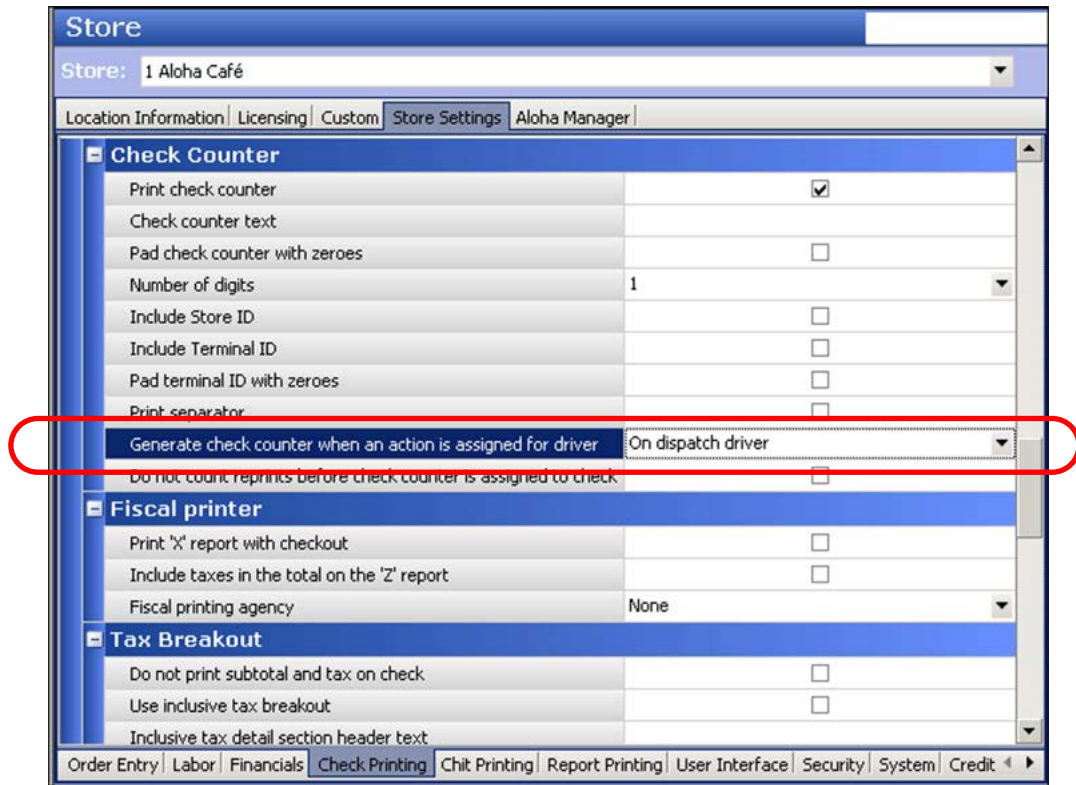 Store
Store: 1 Aloha Café
Location Information Licensing Custom Store Settings Aloha Manager
Check Counter
Print check counter
Check counter text
Pad check counter with zeroes
Number of digits 1
Include Store ID
Include Terminal ID
Pad terminal ID with zeroes
Print separator
Generate check counter when an action is assigned for driver On dispatch driver
Do not count reprints before check counter is assigned to check
Fiscal printer
Print 'X' report with checkout
Include taxes in the total on the 'Z' report
Fiscal printing agency None
Tax Breakout
Do not print subtotal and tax on check
Use inclusive tax breakout
Inclusive tax detail section header text
Order Entry Labor Financials Check Printing Chit Printing Report Printing User Interface Security System Credit